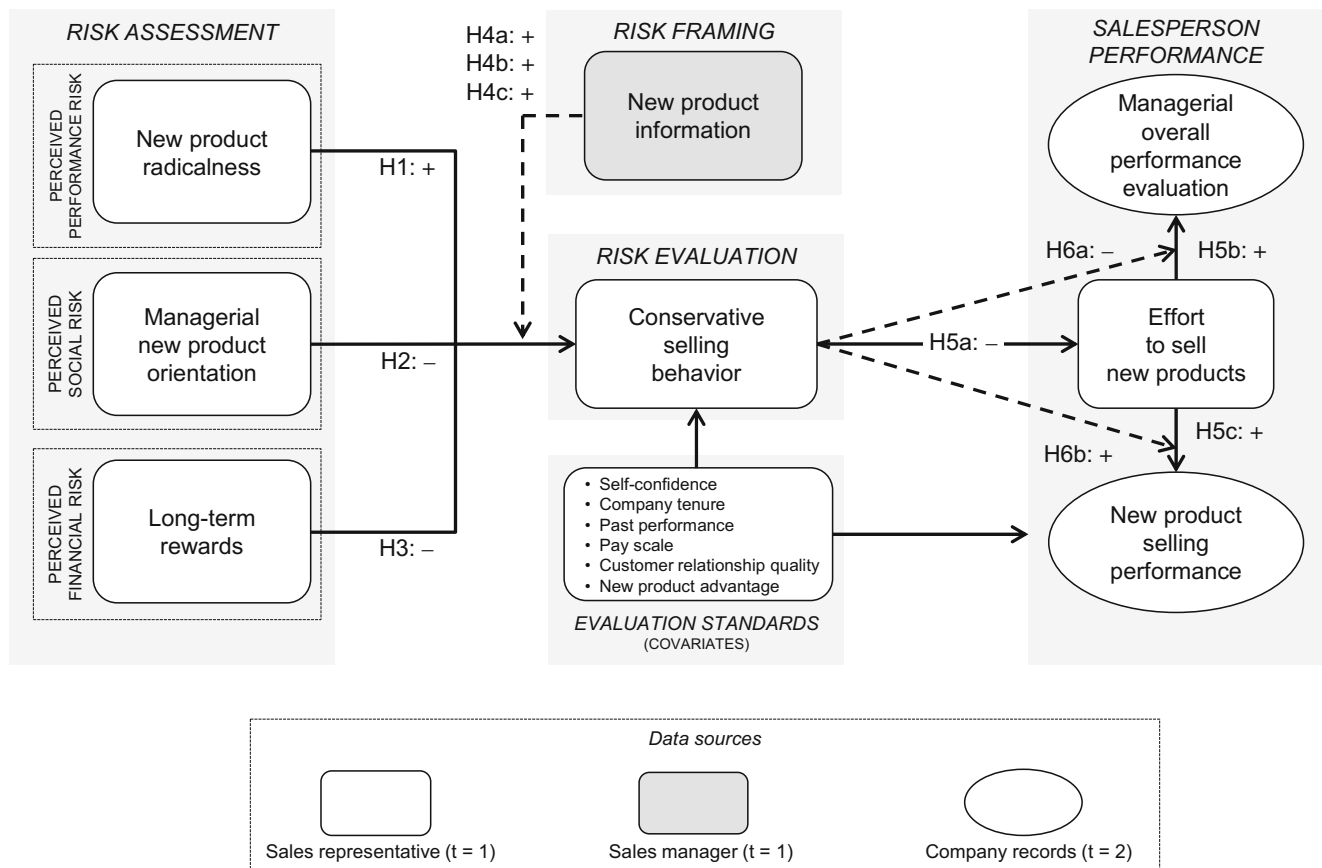 RISK ASSESSMENT
PERCEIVED
PERFORMANCE RISK
New product
radicalness
H1: +
PERCEIVED
SOCIAL RISK
Managerial
new product
orientation
H2: –
PERCEIVED
FINANCIAL RISK
Long-term
rewards
H3: –
H4a: +
H4b: +
H4c: +
RISK FRAMING
New product
information
RISK EVALUATION
Conservative
selling
behavior
• Self-confidence
• Company tenure
• Past performance
• Pay scale
• Customer relationship quality
• New product advantage
EVALUATION STANDARDS
(COVARIATES)
H6a: –
H5a: –
H6b: +
SALESPERSON
PERFORMANCE
Managerial
overall
performance
evaluation
H5b: +
Effort
to sell
new products
H5c: +
New product
selling
performance
Data sources
Sales representative (t = 1)
Sales manager (t = 1)
Company records (t = 2)